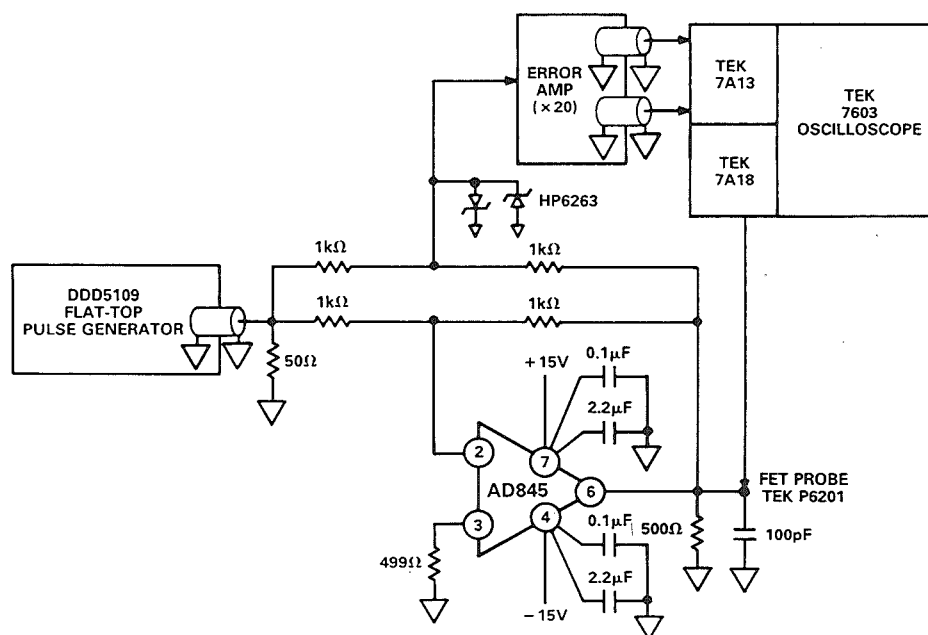 ERROR
AMP
(×20)
TEK
7A13
TEK
7603
OSCILLOSCOPE
TEK
7A18
HP6263
1kΩ
1kΩ
DDD5109
FLAT-TOP
PULSE GENERATOR
1kΩ
1kΩ
50Ω
+15V
0.1μF
2.2μF
2
7
AD845
6
FET PROBE
TEK P6201
3
4
0.1μF
500Ω
100pF
499Ω
2.2μF
−15V